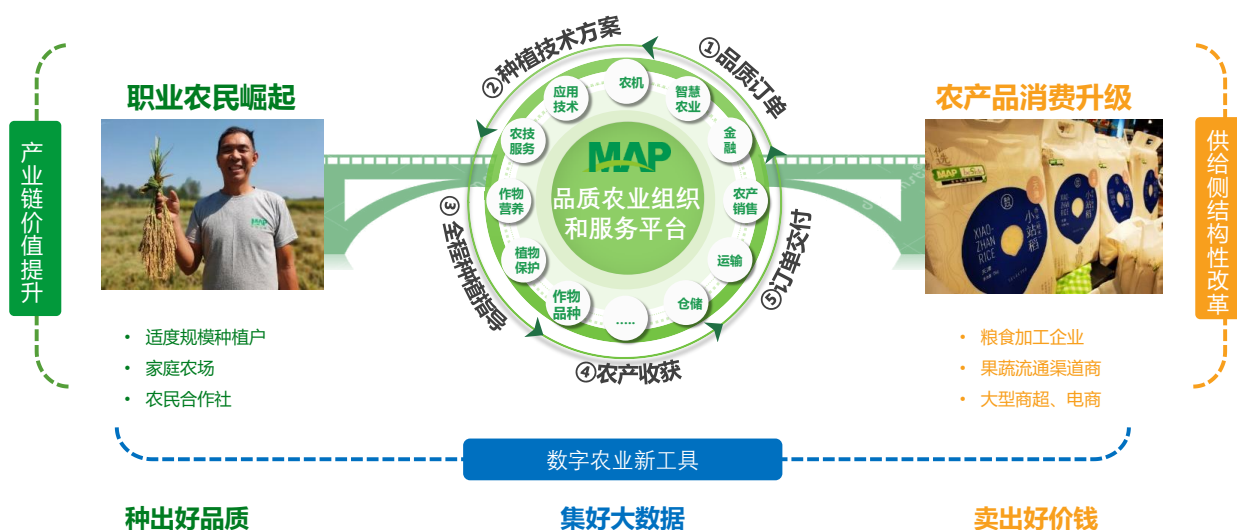 ①品质订单
②种植技术方案
③全程种植指导
④农产收获
⑤订单交付
职业农民崛起
农产品消费升级
产业链价值提升
供给侧结构性改革
农机
智慧
农业
金
融
农产
销售
运输
仓储
.....
作物
品种
植物
保护
作物
营养
农技
服务
应用
技术
MAP
品质农业组织
和服务平台
MAP
MAP
小站稻
XIAO-
ZHAN RICE
• 适度规模种植户
• 家庭农场
• 农民合作社
• 粮食加工企业
• 果蔬流通渠道商
• 大型商超、电商
数字农业新工具
种出好品质
集好大数据
卖出好价钱